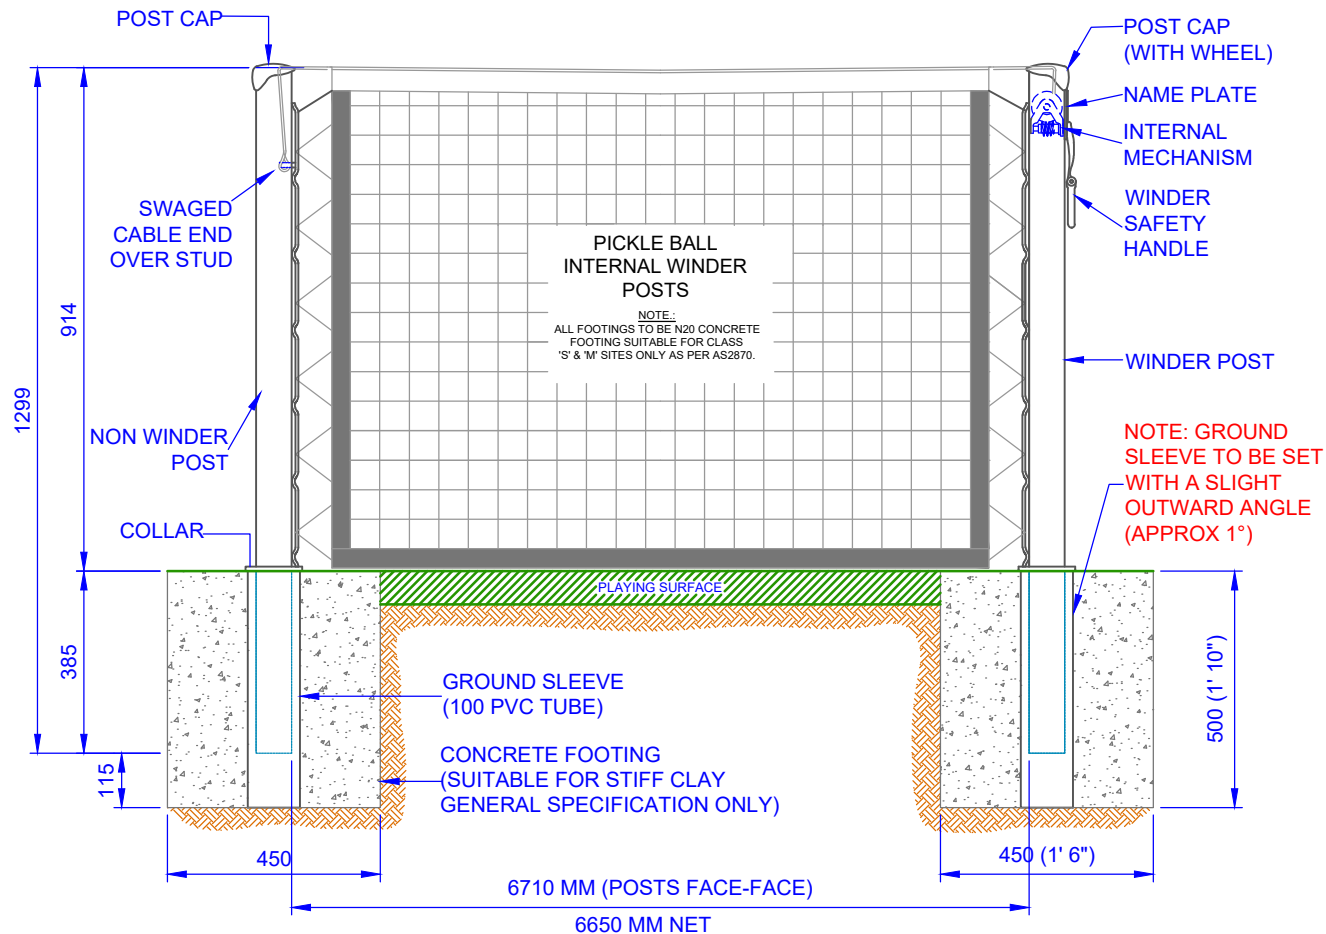 POST CAP
POST CAP
(WITH WHEEL)
NAME PLATE
INTERNAL
MECHANISM
WINDER
SAFETY
HANDLE
SWAGED
CABLE END
OVER STUD
PICKLE BALL
INTERNAL WINDER
POSTS
NOTE.:
ALL FOOTINGS TO BE N20 CONCRETE
FOOTING SUITABLE FOR CLASS
'S' & 'M' SITES ONLY AS PER AS2870.
914
1299
WINDER POST
NON WINDER
POST
NOTE: GROUND
SLEEVE TO BE SET
WITH A SLIGHT
OUTWARD ANGLE
(APPROX 1°)
COLLAR
PLAYING SURFACE
385
GROUND SLEEVE
(100 PVC TUBE)
500 (1' 10")
CONCRETE FOOTING
(SUITABLE FOR STIFF CLAY
GENERAL SPECIFICATION ONLY)
115
450
450 (1' 6")
6710 MM (POSTS FACE-FACE)
6650 MM NET